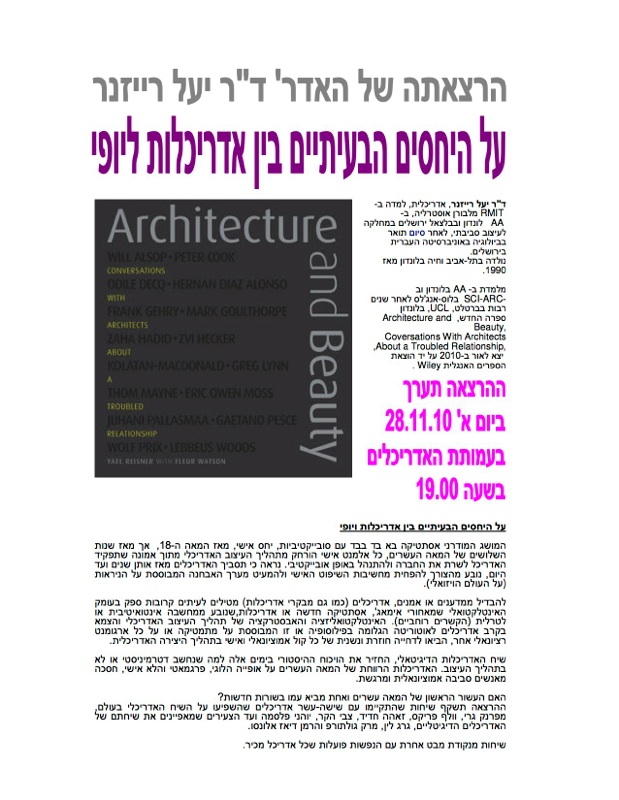 הרצאתה של האדר' ד"ר יעל רייזנר
על היחסים הבעיתיים בין אדריכלות ליופי
Architecture
and Beauty
WILL ALSOP • PETER COOK
CONVERSATIONS
ODILE DECQ • HERNAN DIAZ ALONSO
WITH
FRANK GEHRY • MARK GOULTHORPE
ARCHITECTS
ZAHA HADID • ZVI HECKER
ABOUT
KOLATAN-MACDONALD • GREG LYNN
A
THOM MAYNE • ERIC OWEN MOSS
TROUBLED
JUHANI PALLASMAA • GAETANO PESCE
RELATIONSHIP
WOLF PRIX • LEBBEUS WOODS
YAEL REISNER WITH FLEUR WATSON
ד"ר יעל רייזנר, אדריכלית, למדה ב-
RMIT מלבורן אוסטרליה, ב-
AA לונדון ובבצלאל ירושלים במחלקה
לעיצוב סביבתי, לאחר סיום תואר
בביולוגיה באוניברסיטה העברית
בירושלים.
נולדה בתל-אביב וחיה בלונדון מאז
1990.
מלמדת ב- AA בלונדון וב
SCI-ARC- בלוס-אנג'לס לאחר שנים
רבות בברטלט, UCL, בלונדון
ספרה החדש, Architecture and
Beauty,
Coversations With Architects
About a Troubled Relationship,
יצא לאור ב-2010 על יד הוצאת
הספרים האנגלית Wiley .
ההרצאה תערך
ביום א' 28.11.10
בעמותת האדריכלים
בשעה 19.00
על היחסים הבעיתיים בין אדריכלות ויופי
המושג המודרני אסתטיקה בא בד בבד עם סובייקטיביות, יחס אישי, מאז המאה ה-18, אך מאז שנות
השלושים של המאה העשרים, כל אלמנט אישי הורחק מתהליך העיצוב האדריכלי מתוך אמונה שתפקיד
האדריכל לשרת את החברה ולהתנהל באופן אובייקטיבי. נראה כי תסביך האדריכלים מאז אותן שנים ועד
היום, נובע מהצורך להפחית מחשיבות השיפוט האישי ולהמעיט מערך האבחנה המבוססת על הניראות
(על העולם הויזואלי).
להבדיל ממדענים או אמנים, אדריכלים (כמו גם מבקרי אדריכלות) מטילים לעיתים קרובות ספק בעומק
האינטלקטואלי שמאחורי אימאג', אסתטיקה חדשה או אדריכלות,שנובע ממחשבה אינטואיטיבית או
לטרלית (הקשרים רוחביים). האינטלקטואליזציה והאבסטרקציה של תהליך העיצוב האדריכלי והצמא
בקרב אדריכלים לאוטוריטה הגלומה בפילוסופיה או זו המבוססת על מתמטיקה או על כל ארגומנט
רציונאלי אחר, הביאו לדחייה חוזרת ונשנית של כל קול אמוציונאלי ואישי בתהליך היצירה האדריכלית.
שיח האדריכלות הדיגיטאלי, החזיר את הויכוח ההיסטורי בימים אלה למה שנחשב דטרמיניסטי או לא
בתהליך העיצוב. האדריכלות הרווחת של המאה העשרים על אופייה הלוגי, פרגמאטי והלא אישי, חסכה
מאנשים סביבה אמוציונאלית ומרגשת.
האם העשור הראשון של המאה עשרים ואחת מביא עמו בשורות חדשות?
ההרצאה תשקף שיחות שהתקיימו עם שישה-עשר אדריכלים שהשפיעו על השיח האדריכלי בעולם,
מפרנק גרי, וולף פריקס, זאהה חדיד, צבי הקר, יוהני פלסמה ועד הצעירים שמאפיינים את שיחתם של
האדריכלים הדיגיטליים, גרג לין, מרק גולתורפ והרמן דיאז אלונסו.
שיחות מנקודת מבט אחרת עם הנפשות פועלות שכל אדריכל מכיר.